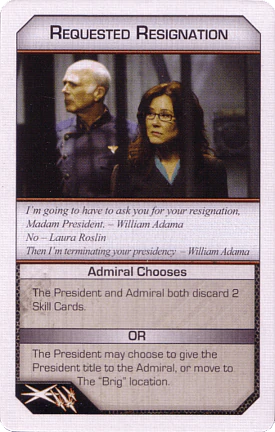 REQUESTED RESIGNATION
I'm going to have to ask you for your resignation,
Madam President. – William Adama
No – Laura Roslin
Then I'm terminating your presidency – William Adama
Admiral Chooses
The President and Admiral both discard 2
Skill Cards.
OR
The President may choose to give the
President title to the Admiral, or move to
The "Brig" location.